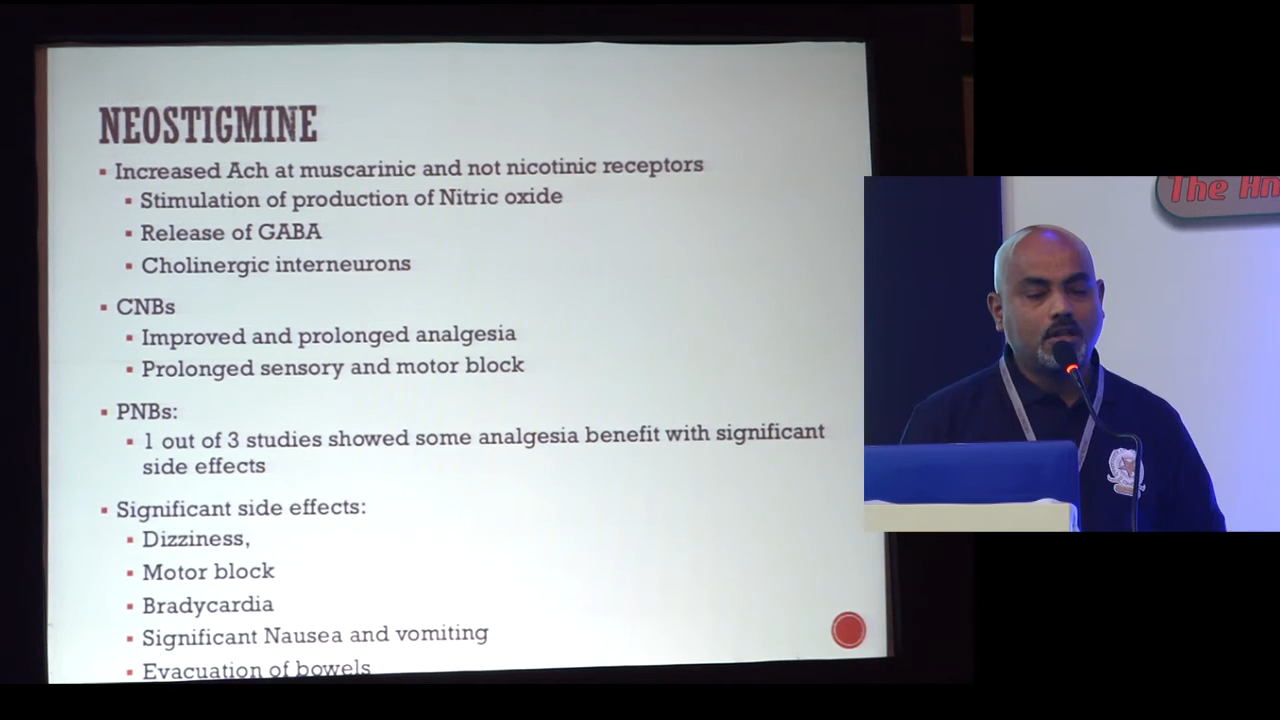 NEOSTIGMINE
Increased Ach at muscarinic and not nicotinic receptors
Stimulation of production of Nitric oxide
Release of GABA
Cholinergic interneurons
CNBs
Improved and prolonged analgesia
Prolonged sensory and motor block
PNBs:
1 out of 3 studies showed some analgesia benefit with significant
side effects
Significant side effects:
Dizziness,
Motor block
Bradycardia
Significant Nausea and vomiting
Evacuation of bowels
The